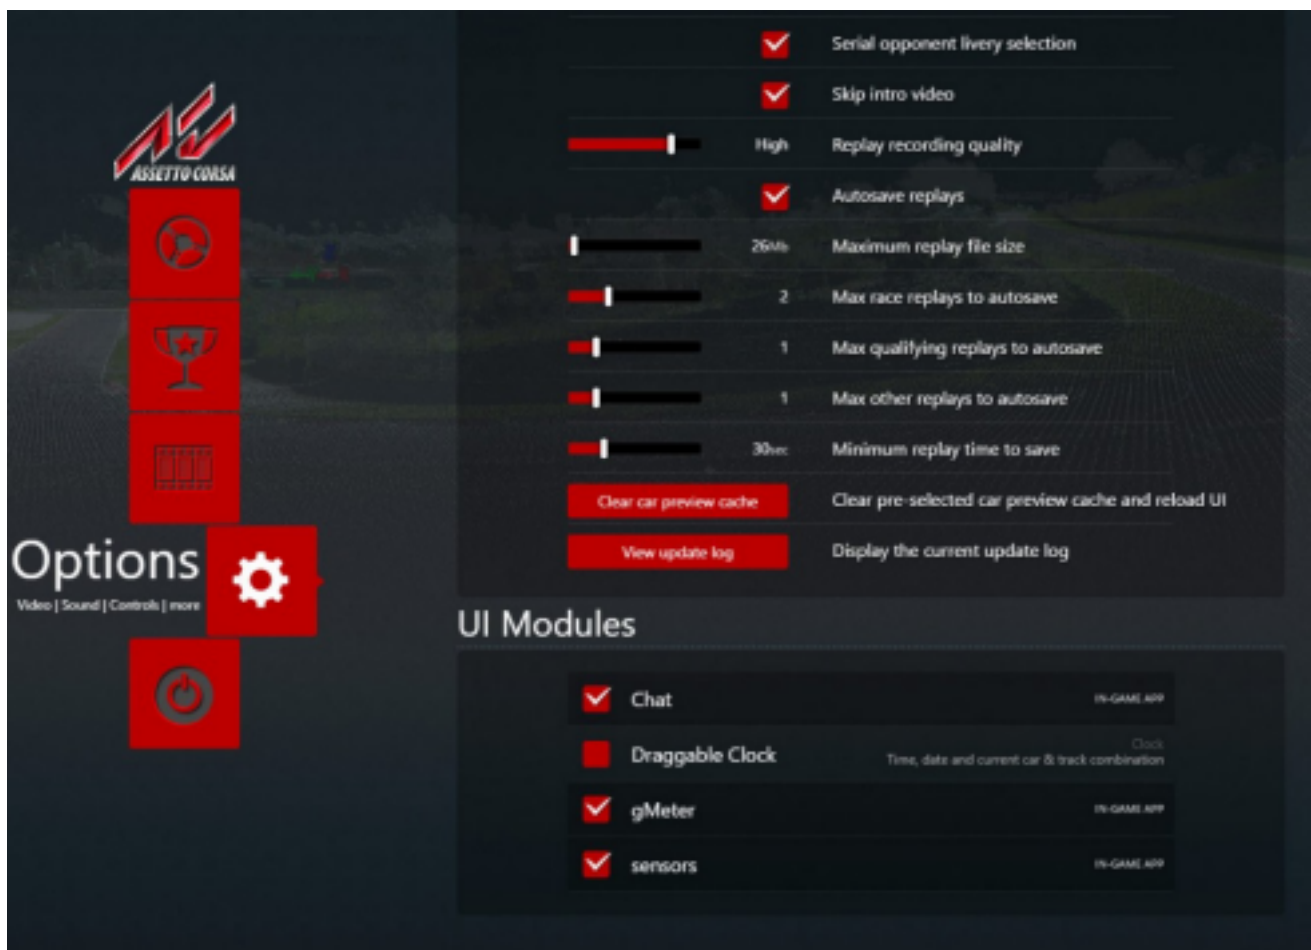 Serial opponent livery selection
Skip intro video
High Replay recording quality
ASSETTO CORSA
Autosave replays
26Mb Maximum replay file size
2 Max race replays to autosave
1 Max qualifying replays to autosave
1 Max other replays to autosave
30sec Minimum replay time to save
Clear car preview cache Clear pre-selected car preview cache and reload UI
View update log Display the current update log
Options
Video | Sound | Controls | more
UI Modules
Chat IN-GAME APP
Draggable Clock Clock
Time, date and current car & track combination
gMeter IN-GAME APP
sensors IN-GAME APP